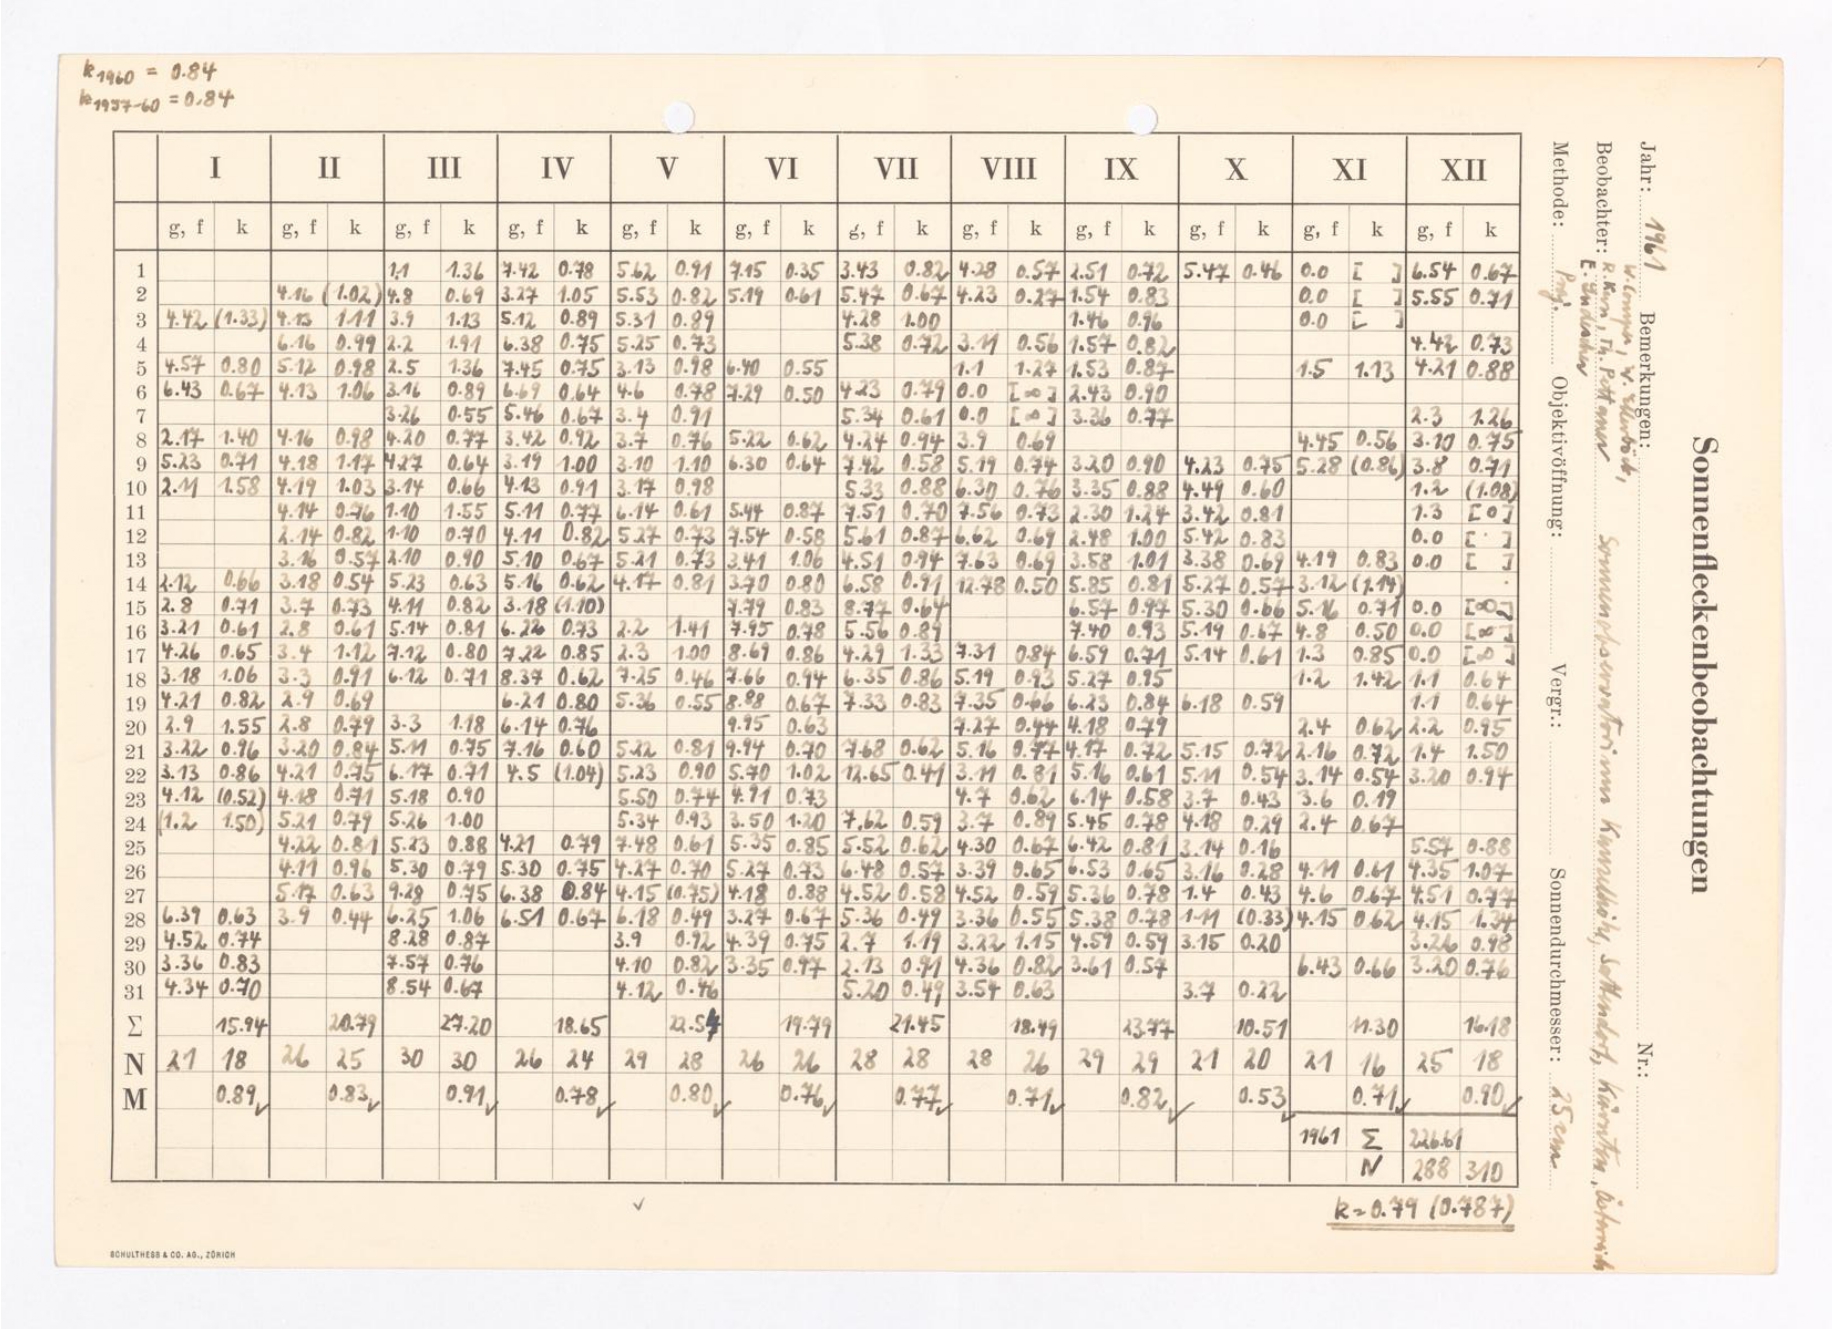 k1960 = 0.84
k1957-60 = 0.84
I II III IV V VI VII VIII IX X XI XII
g, f k g, f k g, f k g, f k g, f k g, f k g, f k g, f k g, f k g, f k g, f k g, f k
1 1.1 1.36 7.42 0.78 5.62 0.91 7.15 0.35 3.43 0.82 4.28 0.57 2.51 0.72 5.47 0.46 0.0 [ ] 6.54 0.67
2 4.16 (1.02) 4.8 0.69 3.27 1.05 5.53 0.82 5.19 0.61 5.47 0.67 4.23 0.27 1.54 0.83 0.0 [ ] 5.55 0.71
3 4.42 (1.33) 4.13 1.11 3.9 1.13 5.12 0.89 5.31 0.89 4.28 1.00 1.46 0.96 0.0 [ ]
4 6.16 0.99 2.2 1.91 6.38 0.75 5.25 0.73 5.38 0.72 3.11 0.56 1.57 0.82 4.42 0.73
5 4.57 0.80 5.12 0.98 2.5 1.36 7.45 0.75 3.13 0.98 6.40 0.55 1.1 1.27 1.53 0.87 1.5 1.13 4.21 0.88
6 6.43 0.67 4.13 1.06 3.16 0.89 6.69 0.64 4.6 0.78 7.29 0.50 4.23 0.79 0.0 [∞] 2.43 0.90
7 3.26 0.55 5.46 0.67 3.4 0.91 5.34 0.61 0.0 [∞] 3.36 0.77 2.3 1.26
8 2.17 1.40 4.16 0.98 4.20 0.77 3.42 0.92 3.7 0.76 5.22 0.62 4.24 0.94 3.9 0.69 4.45 0.56 3.10 0.75
9 5.23 0.71 4.18 1.17 4.27 0.64 3.19 1.00 3.10 1.10 6.30 0.64 7.42 0.58 5.19 0.74 3.20 0.90 4.23 0.75 5.28 (0.86) 3.8 0.71
10 2.11 1.58 4.19 1.03 3.14 0.66 4.13 0.91 3.17 0.98 5.33 0.88 6.30 0.76 3.35 0.88 4.49 0.60 1.2 (1.08)
11 4.14 0.76 1.10 1.55 5.11 0.77 6.14 0.61 5.44 0.87 7.51 0.70 7.56 0.73 2.30 1.24 3.42 0.81 1.3 [0]
12 2.14 0.82 1.10 0.70 4.11 0.82 5.27 0.73 7.54 0.58 5.61 0.87 6.62 0.69 2.48 1.00 5.42 0.83 0.0 [ ]
13 3.16 0.57 2.10 0.90 5.10 0.67 5.21 0.73 3.41 1.06 4.51 0.94 7.63 0.69 3.58 1.01 3.38 0.69 4.19 0.83 0.0 [ ]
14 2.12 0.66 3.18 0.54 5.23 0.63 5.16 0.62 4.17 0.81 3.70 0.80 6.58 0.91 12.78 0.50 5.85 0.81 5.27 0.57 3.12 (1.14)
15 2.8 0.71 3.7 0.73 4.11 0.82 3.18 (1.10) 7.79 0.83 8.77 0.64 6.57 0.97 5.30 0.66 5.16 0.71 0.0 [∞]
16 3.21 0.61 2.8 0.61 5.14 0.81 6.22 0.73 2.2 1.41 7.95 0.78 5.56 0.89 7.40 0.93 5.19 0.67 4.8 0.50 0.0 [∞]
17 4.26 0.65 3.4 1.12 7.12 0.80 7.22 0.85 2.3 1.00 8.69 0.86 4.29 1.33 7.31 0.84 6.59 0.71 5.14 0.61 1.3 0.85 0.0 [∞]
18 3.18 1.06 3.3 0.91 6.12 0.71 8.37 0.62 7.25 0.46 7.66 0.94 6.35 0.86 5.19 0.93 5.27 0.95 1.2 1.42 1.1 0.64
19 4.21 0.82 2.9 0.69 6.21 0.80 5.36 0.55 8.88 0.67 7.33 0.83 7.35 0.66 6.23 0.84 6.18 0.59 1.1 0.64
20 2.9 1.55 2.8 0.79 3.3 1.18 6.14 0.76 9.95 0.63 7.27 0.44 4.18 0.79 2.4 0.62 2.2 0.95
21 3.22 0.96 3.20 0.84 5.11 0.75 7.16 0.60 5.22 0.81 9.94 0.70 7.68 0.62 5.16 0.77 4.17 0.72 5.15 0.72 2.16 0.72 1.4 1.50
22 3.13 0.86 4.21 0.75 6.17 0.71 4.5 (1.04) 5.23 0.90 5.70 1.02 12.65 0.41 3.11 0.81 5.16 0.61 5.11 0.54 3.14 0.54 3.20 0.94
23 4.12 (0.52) 4.18 0.71 5.18 0.90 5.50 0.74 4.71 0.73 4.7 0.62 6.14 0.58 3.7 0.43 3.6 0.19
24 (1.2 1.50) 5.21 0.79 5.26 1.00 5.34 0.93 3.50 1.20 7.62 0.59 3.7 0.89 5.45 0.78 4.18 0.29 2.4 0.67
25 4.22 0.81 5.23 0.88 4.21 0.79 7.48 0.61 5.35 0.85 5.52 0.62 4.30 0.67 6.42 0.81 3.14 0.16 5.57 0.88
26 4.11 0.96 5.30 0.79 5.30 0.75 4.27 0.70 5.27 0.73 6.48 0.57 3.39 0.65 6.53 0.65 3.16 0.28 4.11 0.61 4.35 1.07
27 5.17 0.63 9.28 0.75 6.38 0.84 4.15 (0.75) 4.18 0.88 4.52 0.58 4.52 0.59 5.36 0.78 1.4 0.43 4.6 0.67 4.51 0.77
28 6.39 0.63 3.9 0.44 6.25 1.06 6.51 0.67 6.18 0.49 3.27 0.67 5.36 0.49 3.36 0.55 5.38 0.78 1.11 (0.33) 4.15 0.62 4.15 1.34
29 4.52 0.74 8.28 0.87 3.9 0.92 4.39 0.75 2.7 1.19 3.22 1.15 4.59 0.59 3.15 0.20 3.26 0.98
30 3.36 0.83 7.57 0.76 4.10 0.82 3.35 0.97 2.13 0.91 4.36 0.82 3.61 0.57 6.43 0.66 3.20 0.76
31 4.34 0.70 8.54 0.67 4.12 0.46 5.20 0.49 3.54 0.63 3.7 0.22
Σ 15.94 20.79 27.20 18.65 22.54 19.79 21.45 18.49 23.77 10.51 11.30 16.18
N 21 18 26 25 30 30 26 24 29 28 26 26 28 28 28 26 29 29 21 20 21 16 25 18
M 0.89✓ 0.83✓ 0.91✓ 0.78✓ 0.80✓ 0.76✓ 0.77✓ 0.71✓ 0.82✓ 0.53✓ 0.71✓ 0.90✓
1961 Σ 226.61
N 288 310
✓
k=0.79 (0.787)
SCHULTHESS & CO. AG., ZÜRICH
Sonnenfleckenbeobachtungen
Jahr: 1961 Bemerkungen: Nr.:
Beobachter: R. Kern, Th. Pettauer Sonnenobservatorium Kanzelhöhe, Sattendorf, Kärnten, Österreich
Methode: Proj. Objektivöffnung: Vergr.: Sonnendurchmesser: 25cm